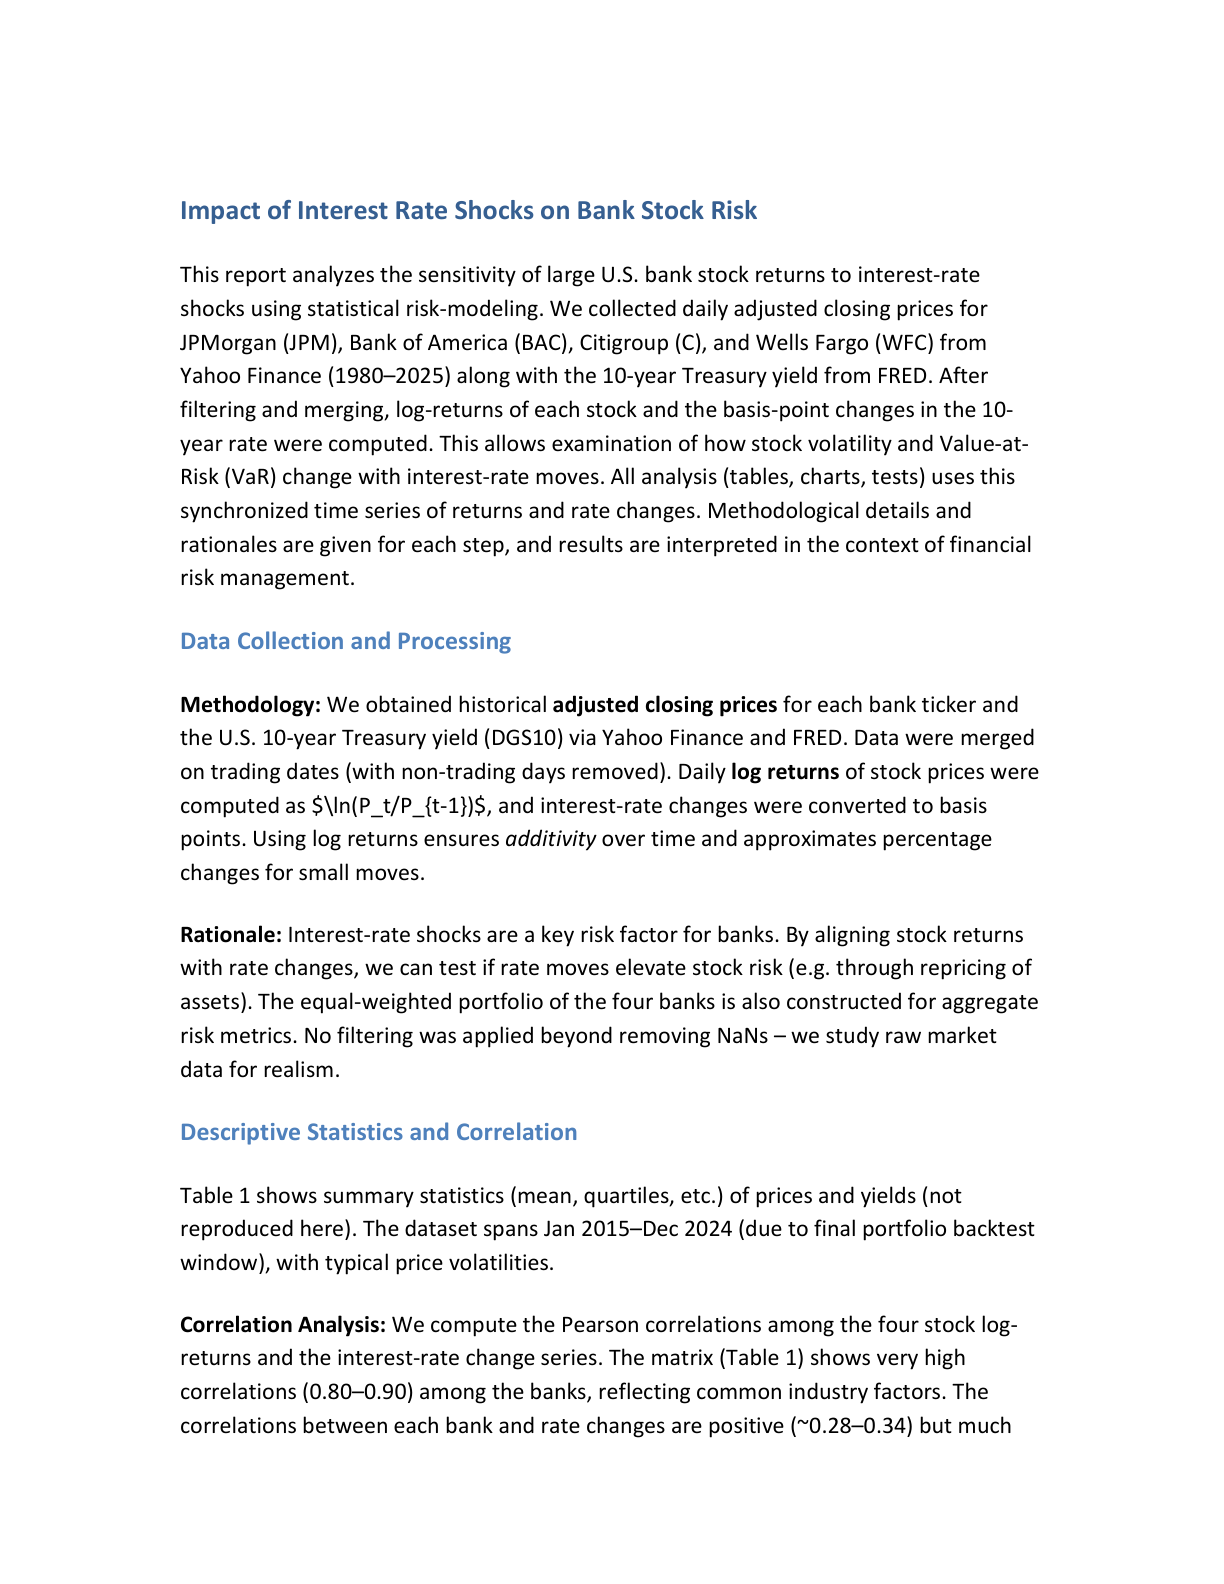 Impact of Interest Rate Shocks on Bank Stock Risk
This report analyzes the sensitivity of large U.S. bank stock returns to interest-rate
shocks using statistical risk-modeling. We collected daily adjusted closing prices for
JPMorgan (JPM), Bank of America (BAC), Citigroup (C), and Wells Fargo (WFC) from
Yahoo Finance (1980–2025) along with the 10-year Treasury yield from FRED. After
filtering and merging, log-returns of each stock and the basis-point changes in the 10-
year rate were computed. This allows examination of how stock volatility and Value-at-
Risk (VaR) change with interest-rate moves. All analysis (tables, charts, tests) uses this
synchronized time series of returns and rate changes. Methodological details and
rationales are given for each step, and results are interpreted in the context of financial
risk management.
Data Collection and Processing
Methodology: We obtained historical adjusted closing prices for each bank ticker and
the U.S. 10-year Treasury yield (DGS10) via Yahoo Finance and FRED. Data were merged
on trading dates (with non-trading days removed). Daily log returns of stock prices were
computed as $\ln(P_t/P_{t-1})$, and interest-rate changes were converted to basis
points. Using log returns ensures additivity over time and approximates percentage
changes for small moves.
Rationale: Interest-rate shocks are a key risk factor for banks. By aligning stock returns
with rate changes, we can test if rate moves elevate stock risk (e.g. through repricing of
assets). The equal-weighted portfolio of the four banks is also constructed for aggregate
risk metrics. No filtering was applied beyond removing NaNs – we study raw market
data for realism.
Descriptive Statistics and Correlation
Table 1 shows summary statistics (mean, quartiles, etc.) of prices and yields (not
reproduced here). The dataset spans Jan 2015–Dec 2024 (due to final portfolio backtest
window), with typical price volatilities.
Correlation Analysis: We compute the Pearson correlations among the four stock log-
returns and the interest-rate change series. The matrix (Table 1) shows very high
correlations (0.80–0.90) among the banks, reflecting common industry factors. The
correlations between each bank and rate changes are positive (~0.28–0.34) but much